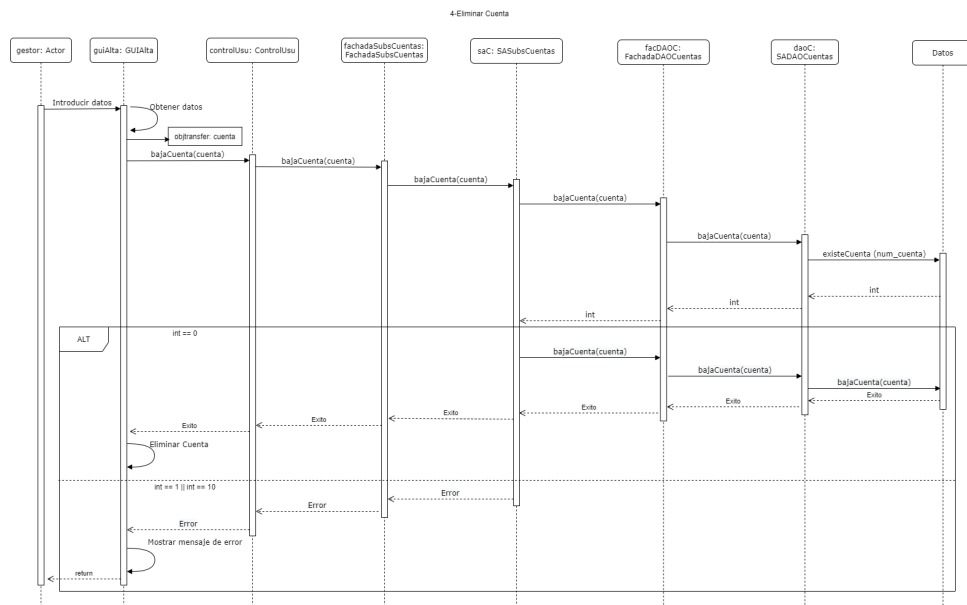 4-Eliminar Cuenta
gestor: Actor
guiAlta: GUIAlta
controlUsu: ControlUsu
fachadaSubsCuentas:
FachadaSubsCuentas
saC: SASubsCuentas
facDAOC:
FachadaDAOCuentas
daoC:
SADAOCuentas
Datos
Introducir datos
Obtener datos
objtransfer: cuenta
bajaCuenta(cuenta)
bajaCuenta(cuenta)
bajaCuenta(cuenta)
bajaCuenta(cuenta)
bajaCuenta(cuenta)
existeCuenta (num_cuenta)
int
int
int
ALT
int == 0
bajaCuenta(cuenta)
bajaCuenta(cuenta)
bajaCuenta(cuenta)
Exito
Exito
Exito
Exito
Exito
Exito
Eliminar Cuenta
int == 1 || int == 10
Error
Error
Error
Mostrar mensaje de error
return